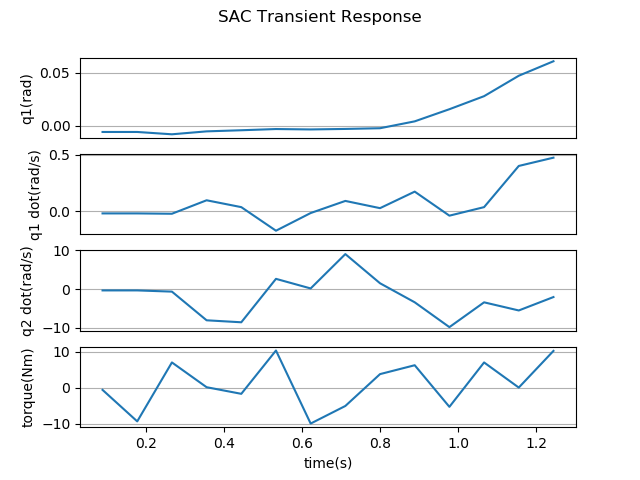 SAC Transient Response
q1(rad)
0.05
0.00
q1 dot(rad/s)
0.5
0.0
q2 dot(rad/s)
10
0
−10
torque(Nm)
10
0
−10
0.2 0.4 0.6 0.8 1.0 1.2
time(s)